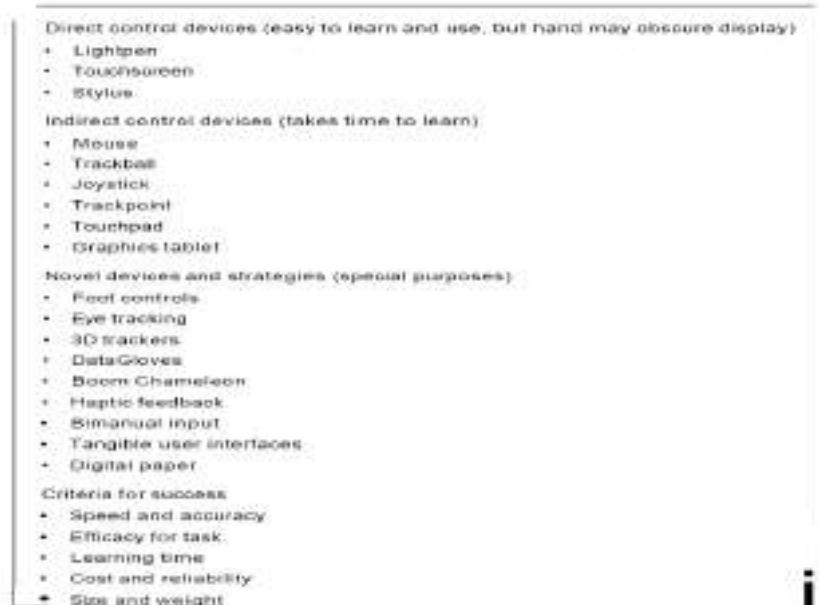 Direct control devices (easy to learn and use, but hand may obscure display)
• Lightpen
• Touchscreen
• Stylus
Indirect control devices (takes time to learn)
• Mouse
• Trackball
• Joystick
• Trackpoint
• Touchpad
• Graphics tablet
Novel devices and strategies (special purposes)
• Foot controls
• Eye tracking
• 3D trackers
• DataGloves
• Boom Chameleon
• Haptic feedback
• Bimanual input
• Tangible user interfaces
• Digital paper
Criteria for success
• Speed and accuracy
• Efficacy for task
• Learning time
• Cost and reliability
• Size and weight
i